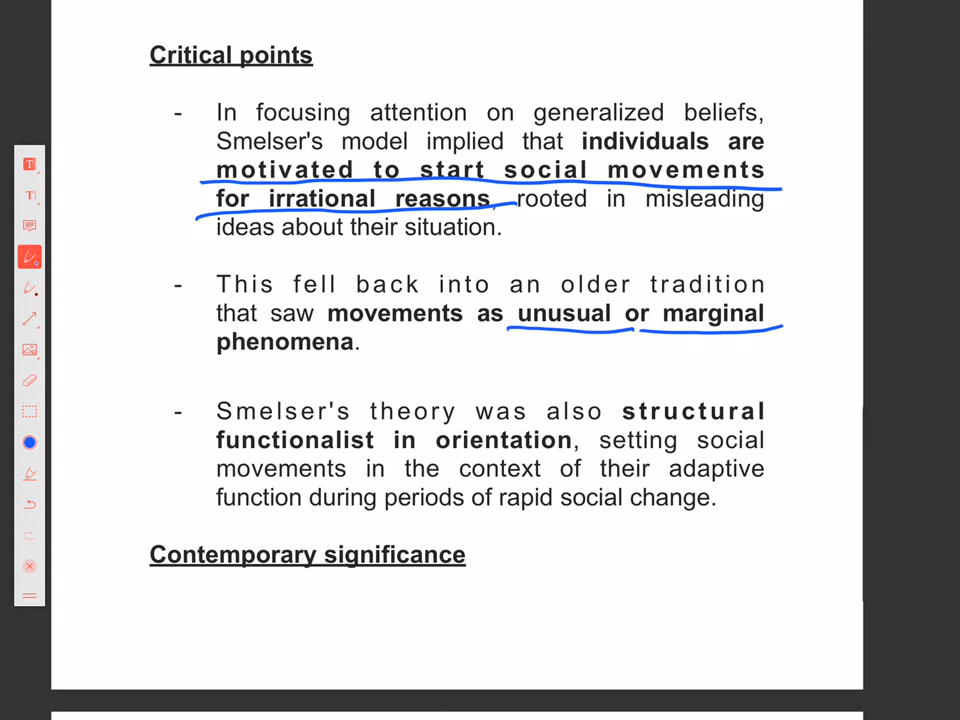 Critical points
- In focusing attention on generalized beliefs,
Smelser's model implied that individuals are
motivated to start social movements
for irrational reasons, rooted in misleading
ideas about their situation.
- This fell back into an older tradition
that saw movements as unusual or marginal
phenomena.
- Smelser's theory was also structural
functionalist in orientation, setting social
movements in the context of their adaptive
function during periods of rapid social change.
Contemporary significance
T
T